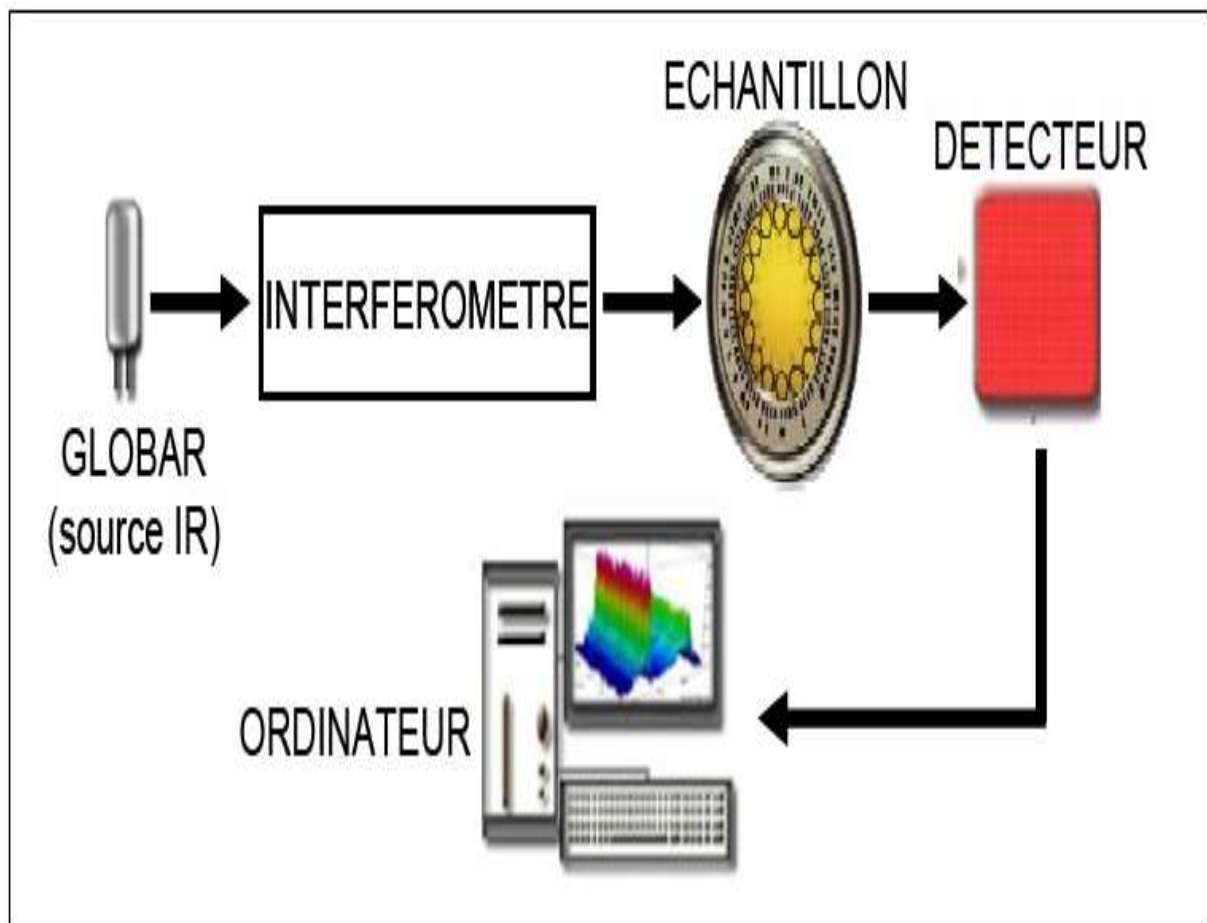 ECHANTILLON
DETECTEUR
INTERFEROMETRE
GLOBAR
(source IR)
ORDINATEUR